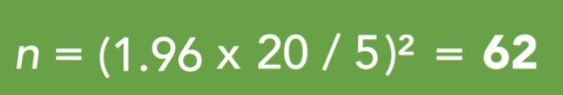 n = (1.96 x 20 / 5)² = 62